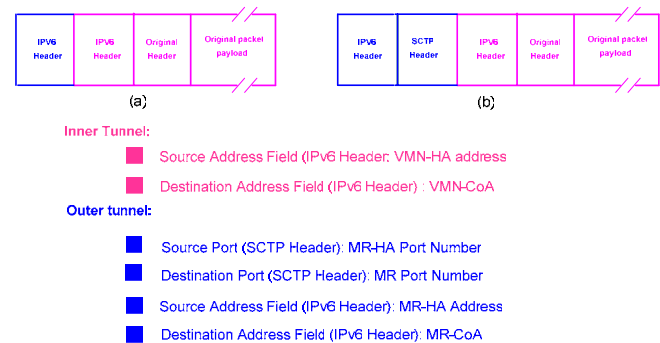 IPV6 Header
IPV6 Header
Original Header
Original packet payload
(a)
IPV6 Header
SCTP Header
IPV6 Header
Original Header
Original packet payload
(b)
Inner Tunnel:
Source Address Field (IPv6 Header: VMN-HA address
Destination Address Field (IPv6 Header) : VMN-CoA
Outer tunnel:
Source Port (SCTP Header): MR-HA Port Number
Destination Port (SCTP Header): MR Port Number
Source Address Field (IPv6 Header): MR-HA Address
Destination Address Field (IPv6 Header): MR-CoA